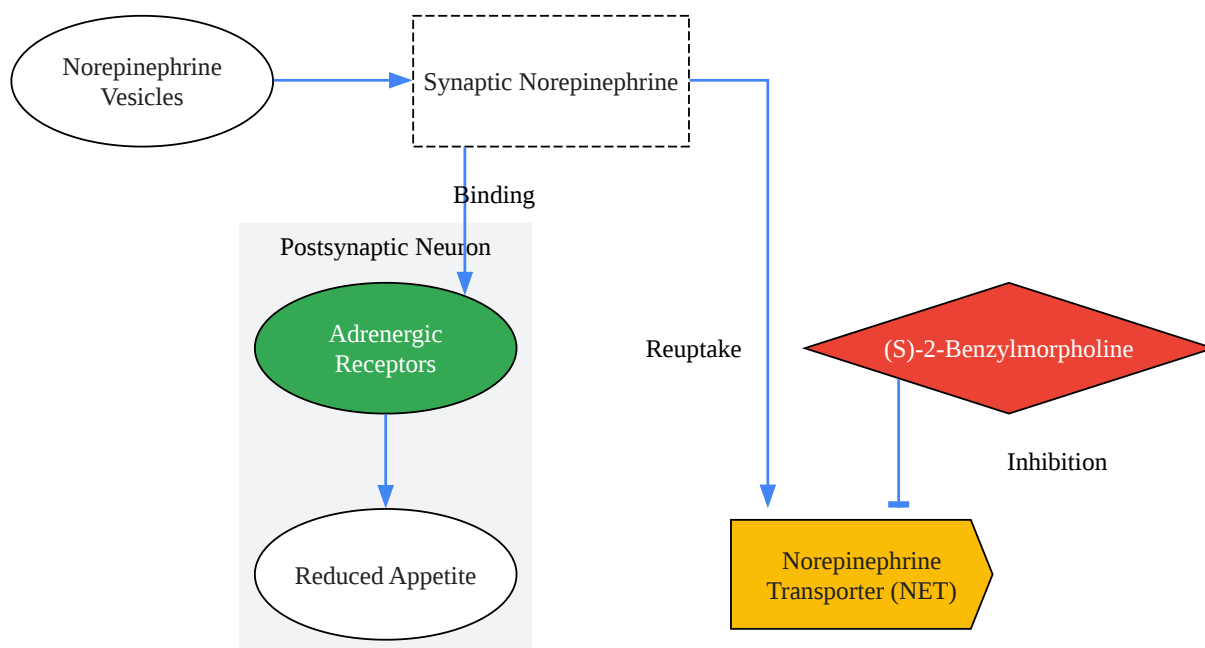 Norepinephrine
Vesicles
Synaptic Norepinephrine
Binding
Postsynaptic Neuron
Adrenergic
Receptors
Reuptake
(S)-2-Benzylmorpholine
Inhibition
Reduced Appetite
Norepinephrine
Transporter (NET)